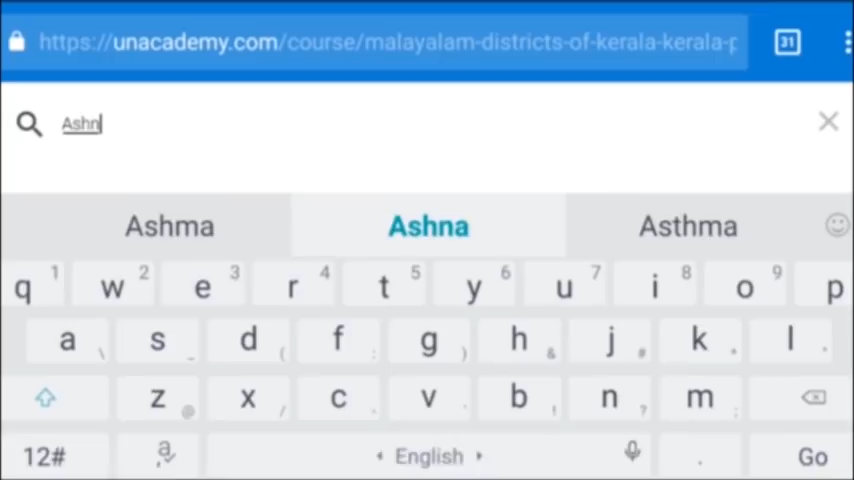 https://unacademy.com/course/malayalam-districts-of-kerala-kerala-p
31
Ashn
Ashma Ashna Asthma
q 1 w 2 e 3 r 4 t 5 y 6 u 7 i 8 o 9 p
a \ s _ d ( f : g ) h & j # k * l
z @ x / c v b ! n ? m ;
12# a English . Go